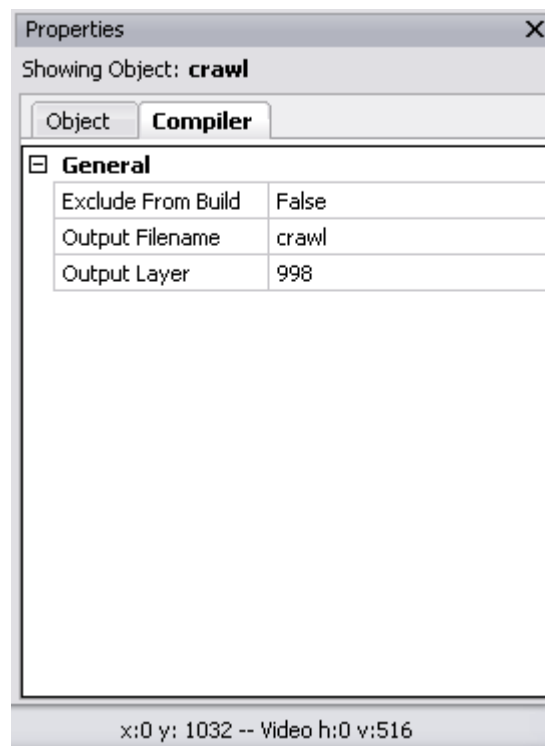 Properties
Showing Object: crawl
Object Compiler
General
Exclude From Build False
Output Filename crawl
Output Layer 998
x:0 y: 1032 -- Video h:0 v:516